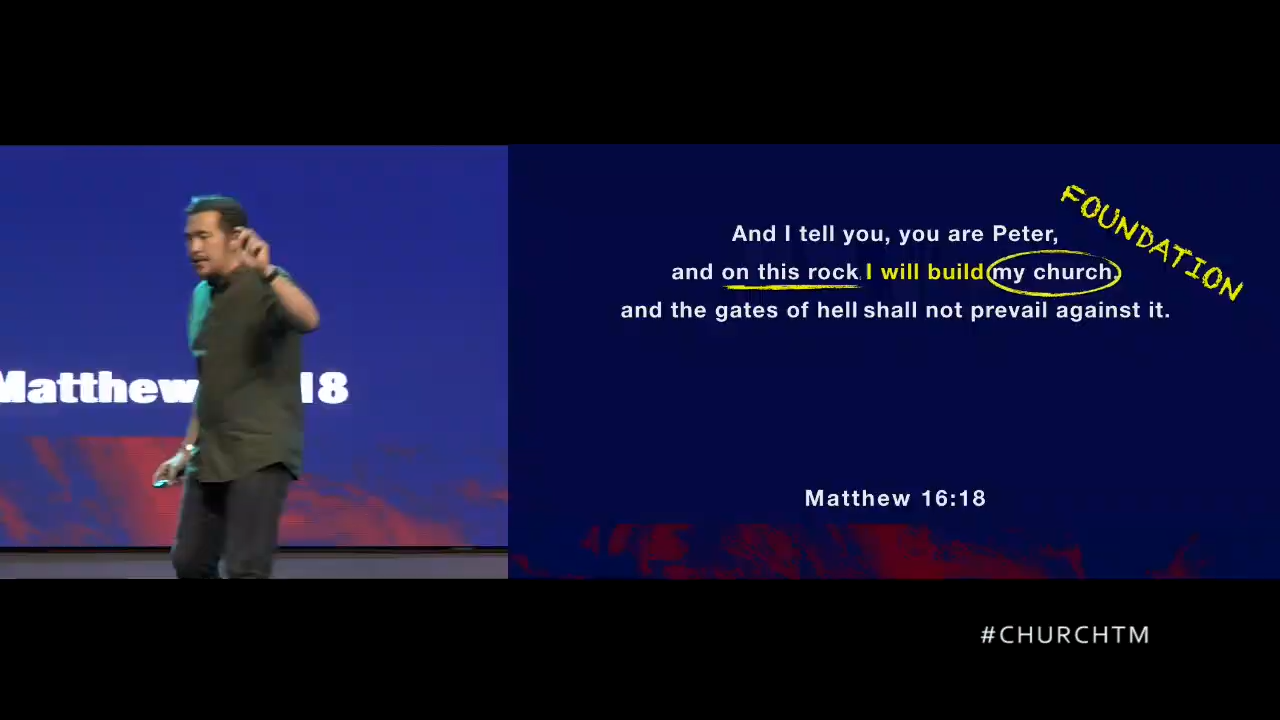 Matthew 18
FOUNDATION
And I tell you, you are Peter,
and on this rock I will build my church,
and the gates of hell shall not prevail against it.
Matthew 16:18
#CHURCHTM